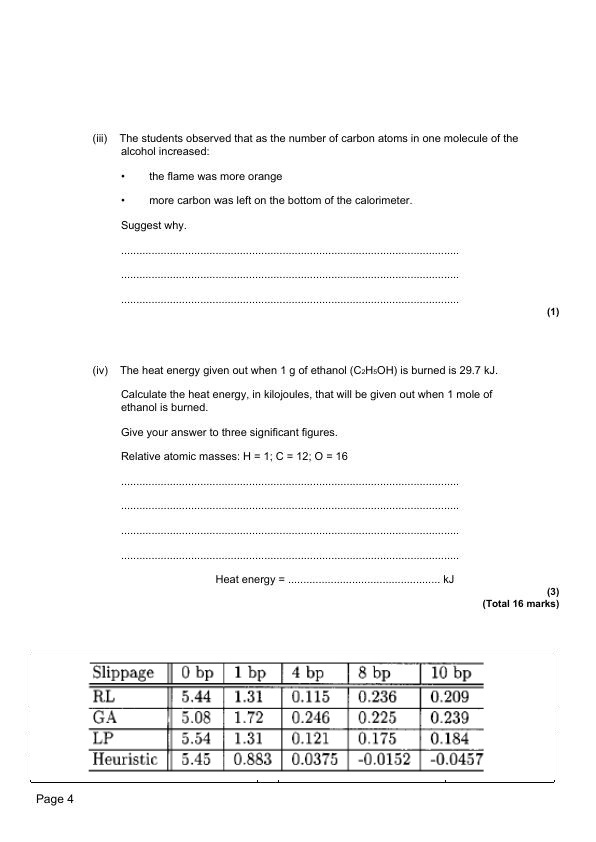 (iii) The students observed that as the number of carbon atoms in one molecule of the
alcohol increased:
• the flame was more orange
• more carbon was left on the bottom of the calorimeter.
Suggest why.
...............................................................................................................
...............................................................................................................
...............................................................................................................
(1)
(iv) The heat energy given out when 1 g of ethanol (C2H5OH) is burned is 29.7 kJ.
Calculate the heat energy, in kilojoules, that will be given out when 1 mole of
ethanol is burned.
Give your answer to three significant figures.
Relative atomic masses: H = 1; C = 12; O = 16
...............................................................................................................
...............................................................................................................
...............................................................................................................
...............................................................................................................
Heat energy = .................................................. kJ
(3)
(Total 16 marks)
Slippage 0 bp 1 bp 4 bp 8 bp 10 bp
RL 5.44 1.31 0.115 0.236 0.209
GA 5.08 1.72 0.246 0.225 0.239
LP 5.54 1.31 0.121 0.175 0.184
Heuristic 5.45 0.883 0.0375 -0.0152 -0.0457
Page 4